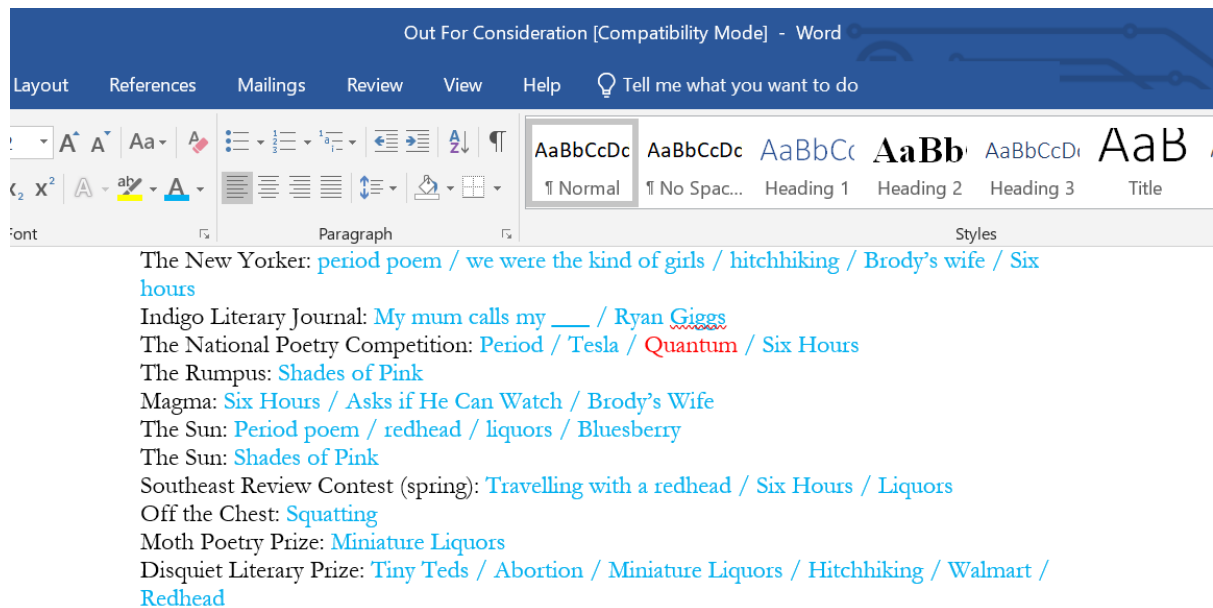 Out For Consideration [Compatibility Mode] - Word
Layout References Mailings Review View Help Tell me what you want to do
Aa
AaBbCcDc AaBbCcDc AaBbC AaBb AaBbCcD AaB
¶ Normal ¶ No Spac... Heading 1 Heading 2 Heading 3 Title
Paragraph Styles
The New Yorker: period poem / we were the kind of girls / hitchhiking / Brody's wife / Six
hours
Indigo Literary Journal: My mum calls my ___ / Ryan Giggs
The National Poetry Competition: Period / Tesla / Quantum / Six Hours
The Rumpus: Shades of Pink
Magma: Six Hours / Asks if He Can Watch / Brody's Wife
The Sun: Period poem / redhead / liquors / Bluesberry
The Sun: Shades of Pink
Southeast Review Contest (spring): Travelling with a redhead / Six Hours / Liquors
Off the Chest: Squatting
Moth Poetry Prize: Miniature Liquors
Disquiet Literary Prize: Tiny Teds / Abortion / Miniature Liquors / Hitchhiking / Walmart /
Redhead